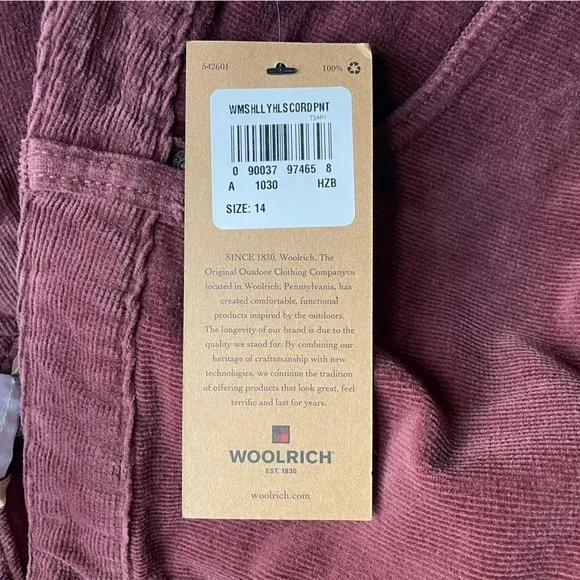 542601
100%
WMS HLLYHLS CORD PNT
T34P1
0 90037 97465 8
A 1030 HZB
SIZE: 14
SINCE 1830, Woolrich, The
Original Outdoor Clothing Company™
located in Woolrich, Pennsylvania, has
created comfortable, functional
products inspired by the outdoors.
The longevity of our brand is due to the
quality we stand for. By combining our
heritage of craftsmanship with new
technologies, we continue the tradition
of offering products that look great, feel
terrific and last for years.
WOOLRICH
EST. 1830
woolrich.com